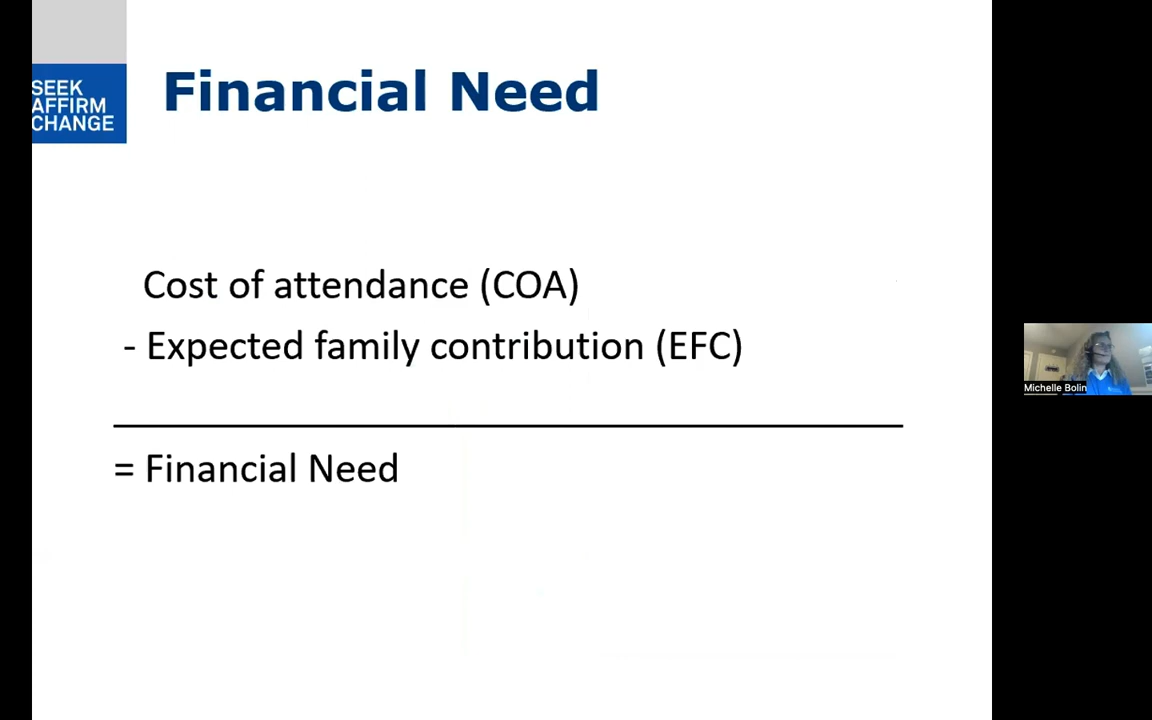 SEEK
AFFIRM
CHANGE
Financial Need
Cost of attendance (COA)
- Expected family contribution (EFC)
= Financial Need
Michelle Bolin